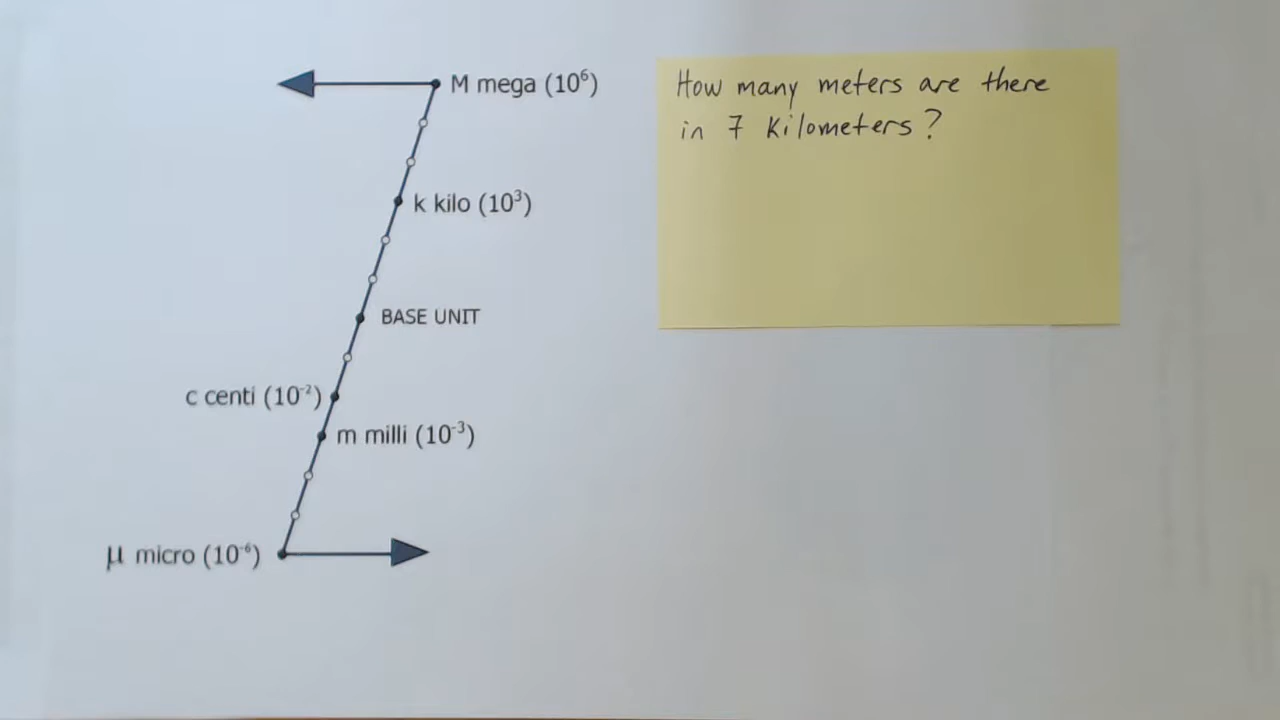 M mega (10⁶)
k kilo (10³)
BASE UNIT
c centi (10⁻²)
m milli (10⁻³)
μ micro (10⁻⁶)
How many meters are there
in 7 Kilometers?